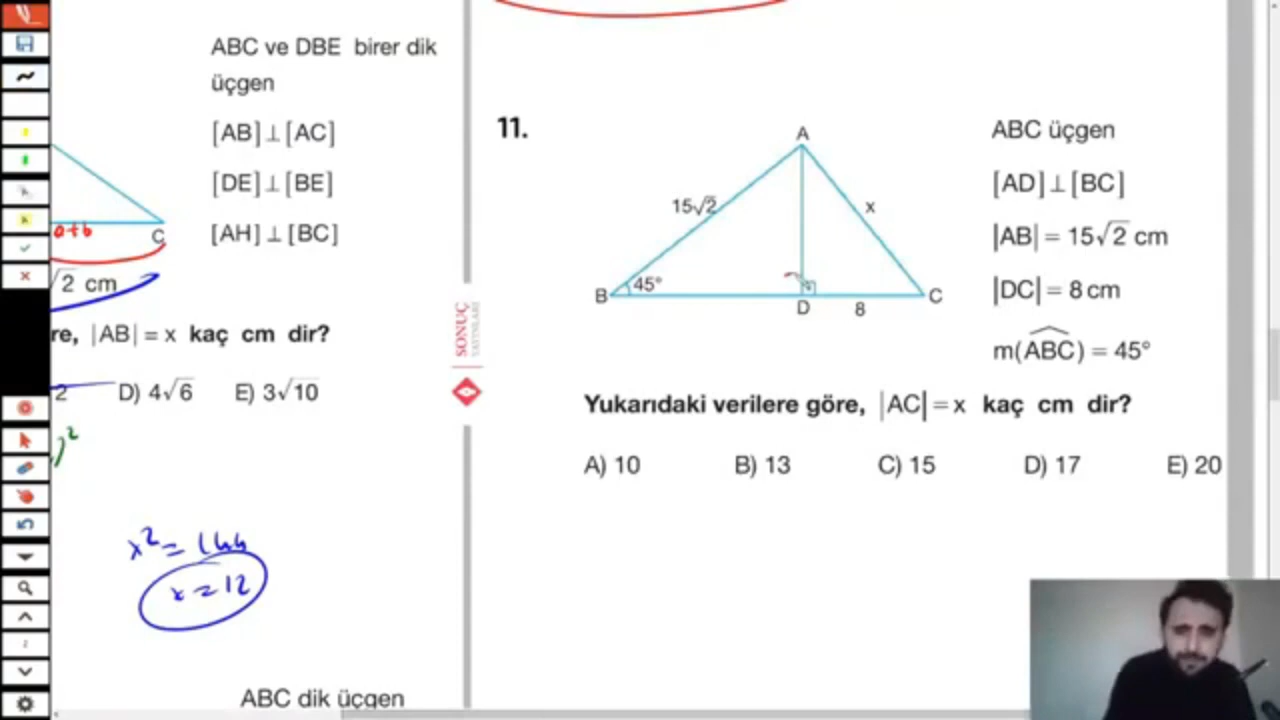 ABC ve DBE birer dik
üçgen
[AB]⊥[AC]
[DE]⊥[BE]
[AH]⊥[BC]
a+b
C
√2 cm
re, |AB| = x kaç cm dir?
2 D) 4√6 E) 3√10
)²
x² = 144
x = 12
ABC dik üçgen
SONUÇ
YAYINLARI
11.
A
15√2
x
45°
B
D
8
C
ABC üçgen
[AD]⊥[BC]
|AB| = 15√2 cm
|DC| = 8 cm
m(ABC) = 45°
Yukarıdaki verilere göre, |AC| = x kaç cm dir?
A) 10 B) 13 C) 15 D) 17 E) 20